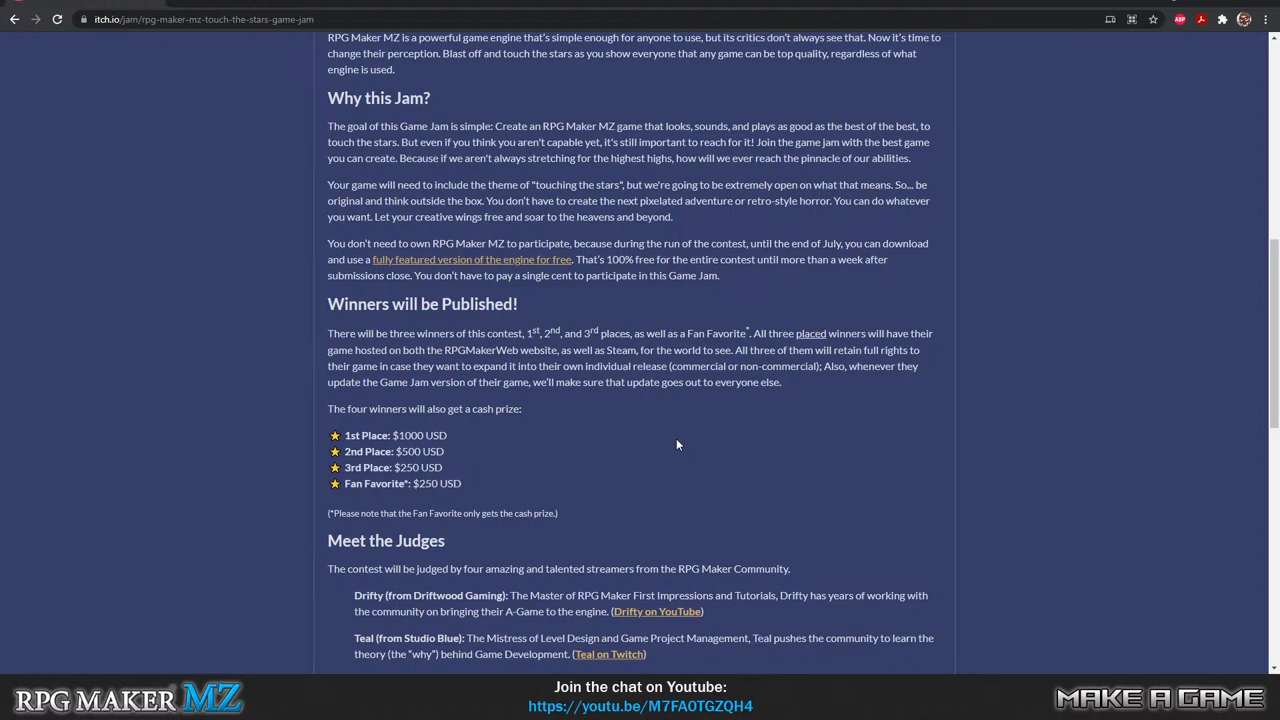 itch.io/jam/rpg-maker-mz-touch-the-stars-game-jam
RPG Maker MZ is a powerful game engine that's simple enough for anyone to use, but its critics don't always see that. Now it's time to
change their perception. Blast off and touch the stars as you show everyone that any game can be top quality, regardless of what
engine is used.
Why this Jam?
The goal of this Game Jam is simple: Create an RPG Maker MZ game that looks, sounds, and plays as good as the best of the best, to
touch the stars. But even if you think you aren't capable yet, it's still important to reach for it! Join the game jam with the best game
you can create. Because if we aren't always stretching for the highest highs, how will we ever reach the pinnacle of our abilities.
Your game will need to include the theme of "touching the stars", but we're going to be extremely open on what that means. So... be
original and think outside the box. You don't have to create the next pixelated adventure or retro-style horror. You can do whatever
you want. Let your creative wings free and soar to the heavens and beyond.
You don't need to own RPG Maker MZ to participate, because during the run of the contest, until the end of July, you can download
and use a fully featured version of the engine for free. That's 100% free for the entire contest until more than a week after
submissions close. You don't have to pay a single cent to participate in this Game Jam.
Winners will be Published!
There will be three winners of this contest, 1st, 2nd, and 3rd places, as well as a Fan Favorite*. All three placed winners will have their
game hosted on both the RPGMakerWeb website, as well as Steam, for the world to see. All three of them will retain full rights to
their game in case they want to expand it into their own individual release (commercial or non-commercial); Also, whenever they
update the Game Jam version of their game, we'll make sure that update goes out to everyone else.
The four winners will also get a cash prize:
1st Place: $1000 USD
2nd Place: $500 USD
3rd Place: $250 USD
Fan Favorite*: $250 USD
(*Please note that the Fan Favorite only gets the cash prize.)
Meet the Judges
The contest will be judged by four amazing and talented streamers from the RPG Maker Community.
Drifty (from Driftwood Gaming): The Master of RPG Maker First Impressions and Tutorials, Drifty has years of working with
the community on bringing their A-Game to the engine. (Drifty on YouTube)
Teal (from Studio Blue): The Mistress of Level Design and Game Project Management, Teal pushes the community to learn the
theory (the "why") behind Game Development. (Teal on Twitch)
RPG MAKER MZ
Join the chat on Youtube:
https://youtu.be/M7FA0TGZQH4
MAKE A GAME